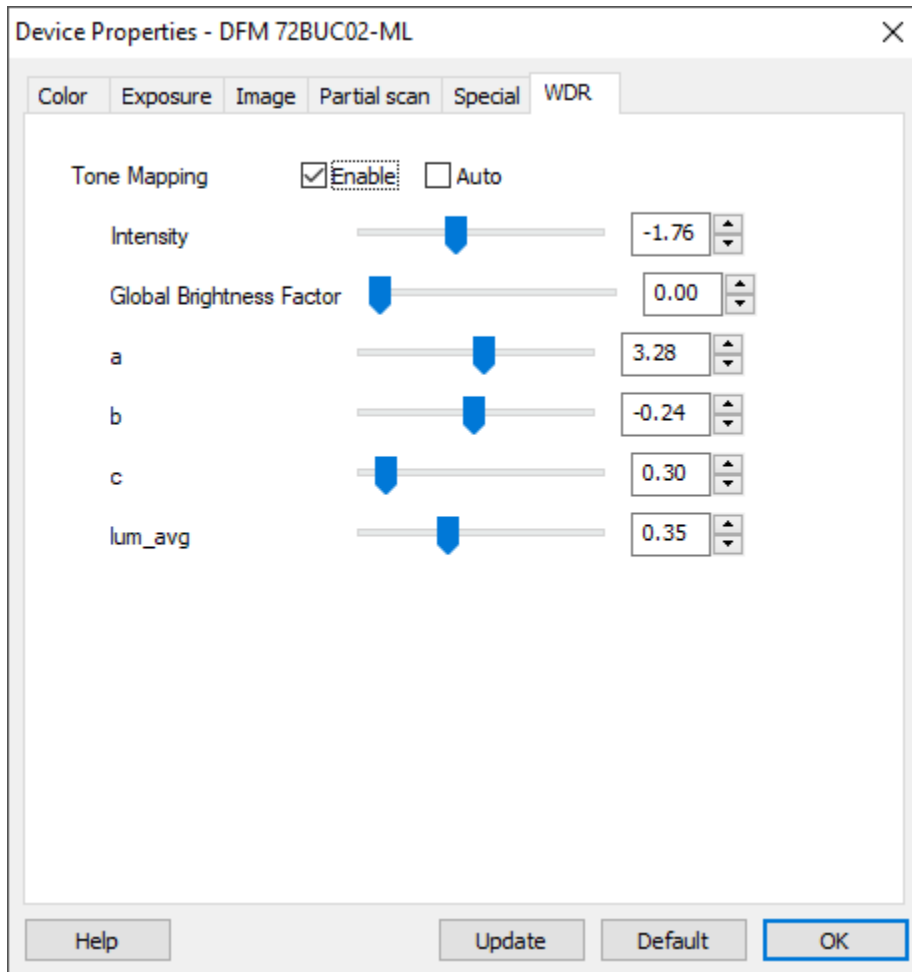 Device Properties - DFM 72BUC02-ML
Color Exposure Image Partial scan Special WDR
Tone Mapping Enable Auto
Intensity -1.76
Global Brightness Factor 0.00
a 3.28
b -0.24
c 0.30
lum_avg 0.35
Help Update Default OK